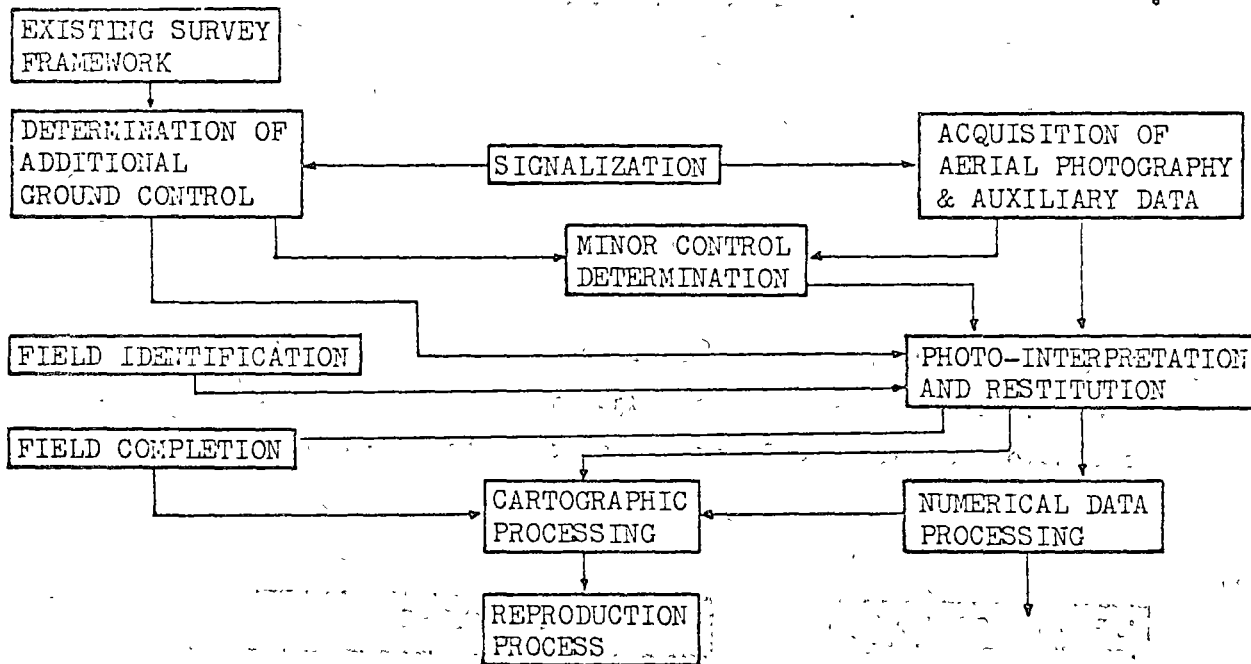 EXISTING SURVEY
FRAMEWORK
DETERMINATION OF
ADDITIONAL
GROUND CONTROL
SIGNALIZATION
ACQUISITION OF
AERIAL PHOTOGRAPHY
& AUXILIARY DATA
MINOR CONTROL
DETERMINATION
FIELD IDENTIFICATION
PHOTO-INTERPRETATION
AND RESTITUTION
FIELD COMPLETION
CARTOGRAPHIC
PROCESSING
NUMERICAL DATA
PROCESSING
REPRODUCTION
PROCESS